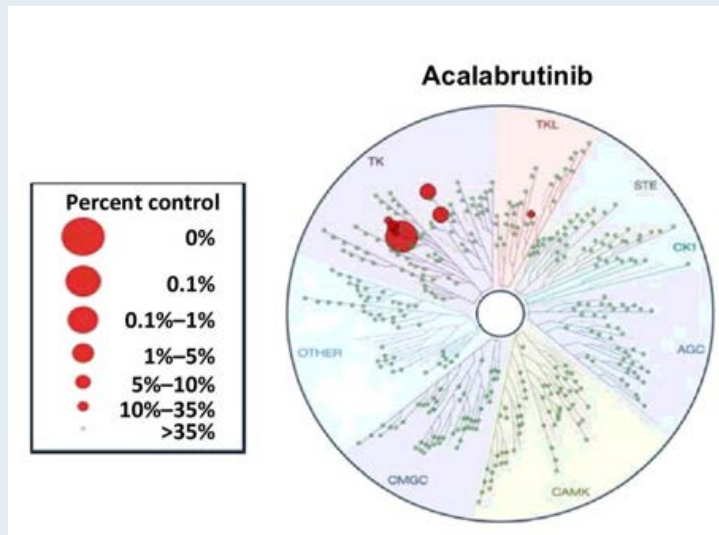 Acalabrutinib
Percent control
0%
0.1%
0.1%–1%
1%–5%
5%–10%
10%–35%
>35%
TK
TKL
STE
CK1
AGC
CAMK
CMGC
OTHER